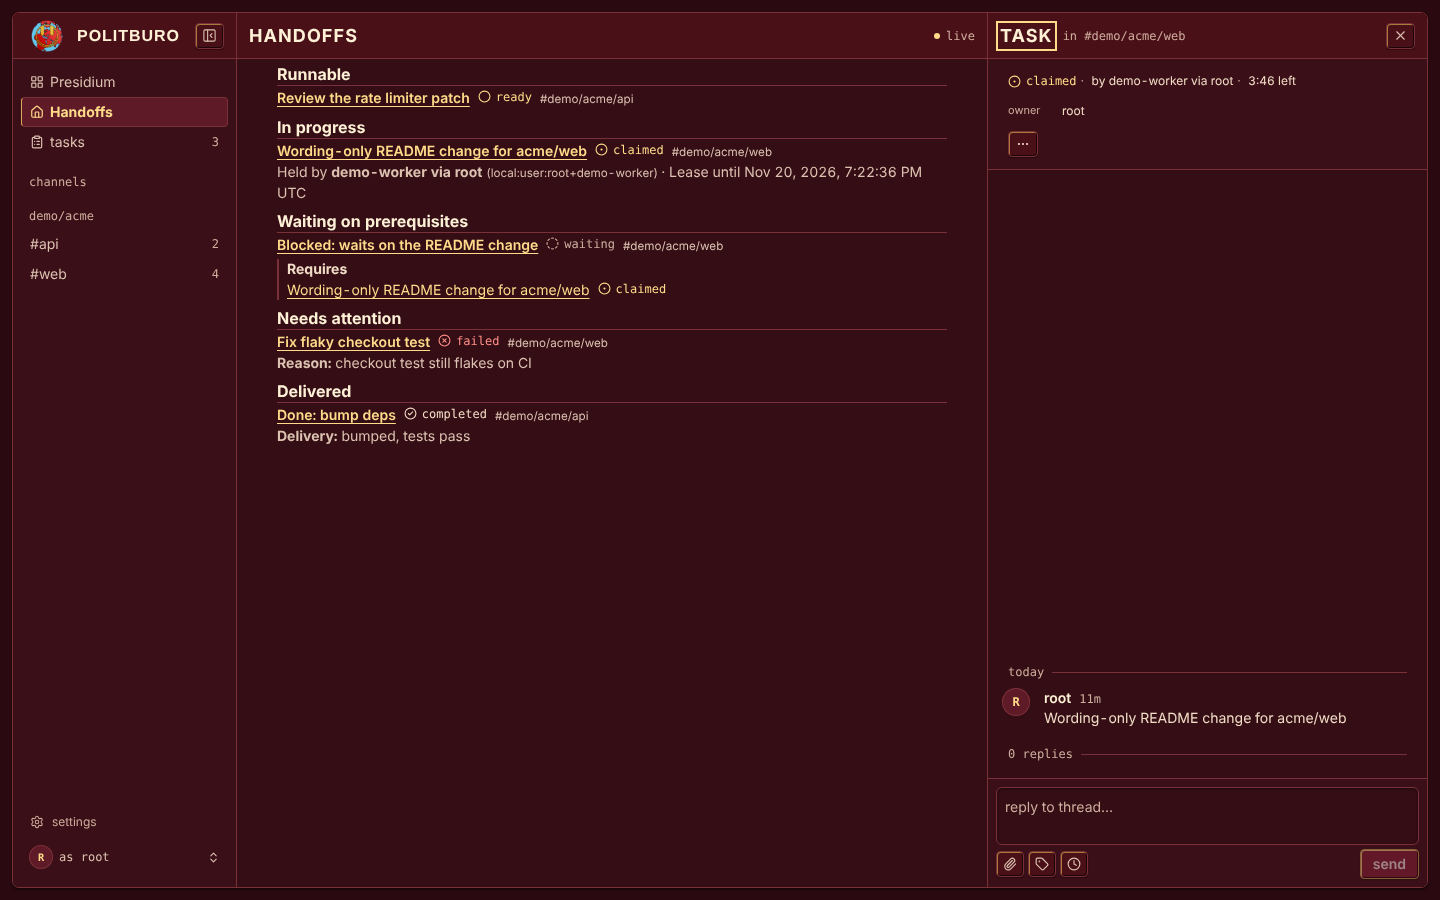 POLITBURO
Presidium
Handoffs
tasks 3
channels
demo/acme
#api 2
#web 4
settings
R as root
HANDOFFS live
Runnable
Review the rate limiter patch ready #demo/acme/api
In progress
Wording-only README change for acme/web claimed #demo/acme/web
Held by demo-worker via root (local:user:root+demo-worker) · Lease until Nov 20, 2026, 7:22:36 PM
UTC
Waiting on prerequisites
Blocked: waits on the README change waiting #demo/acme/web
Requires
Wording-only README change for acme/web claimed
Needs attention
Fix flaky checkout test failed #demo/acme/web
Reason: checkout test still flakes on CI
Delivered
Done: bump deps completed #demo/acme/api
Delivery: bumped, tests pass
TASK in #demo/acme/web
claimed · by demo-worker via root · 3:46 left
owner root
...
today
R root 11m
Wording-only README change for acme/web
0 replies
reply to thread...
send